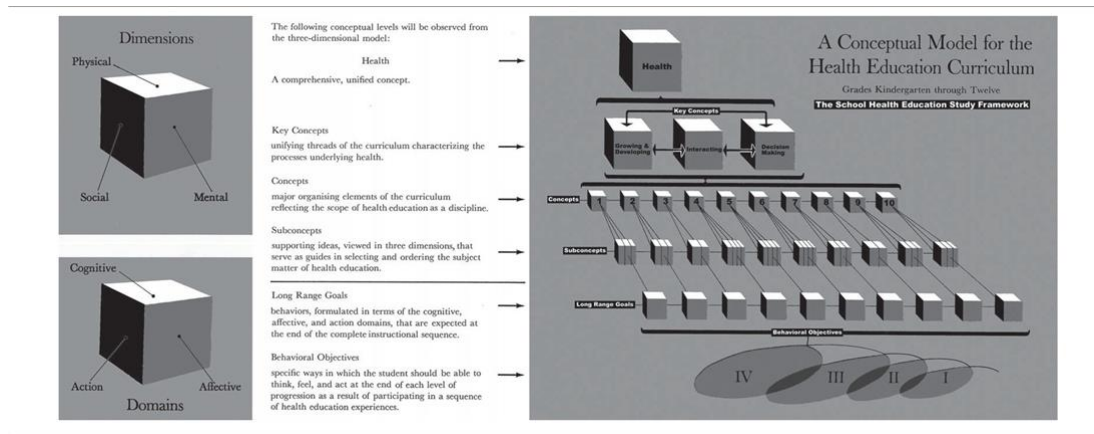 Dimensions
Physical
Social
Mental
Cognitive
Action
Affective
Domains
The following conceptual levels will be observed from
the three-dimensional model:
Health
A comprehensive, unified concept.
Key Concepts
unifying threads of the curriculum characterizing the
processes underlying health.
Concepts
major organising elements of the curriculum
reflecting the scope of health education as a discipline.
Subconcepts
supporting ideas, viewed in three dimensions, that
serve as guides in selecting and ordering the subject
matter of health education.
Long Range Goals
behaviors, formulated in terms of the cognitive,
affective, and action domains, that are expected at
the end of the complete instructional sequence.
Behavioral Objectives
specific ways in which the student should be able to
think, feel, and act at the end of each level of
progression as a result of participating in a sequence
of health education experiences.
A Conceptual Model for the
Health Education Curriculum
Grades Kindergarten through Twelve
The School Health Education Study Framework
Health
Key Concepts
Growing &
Developing
Interacting
Decision
Making
Concepts
1 2 3 4 5 6 7 8 9 10
Subconcepts
Long Range Goals
Behavioral Objectives
IV III II I